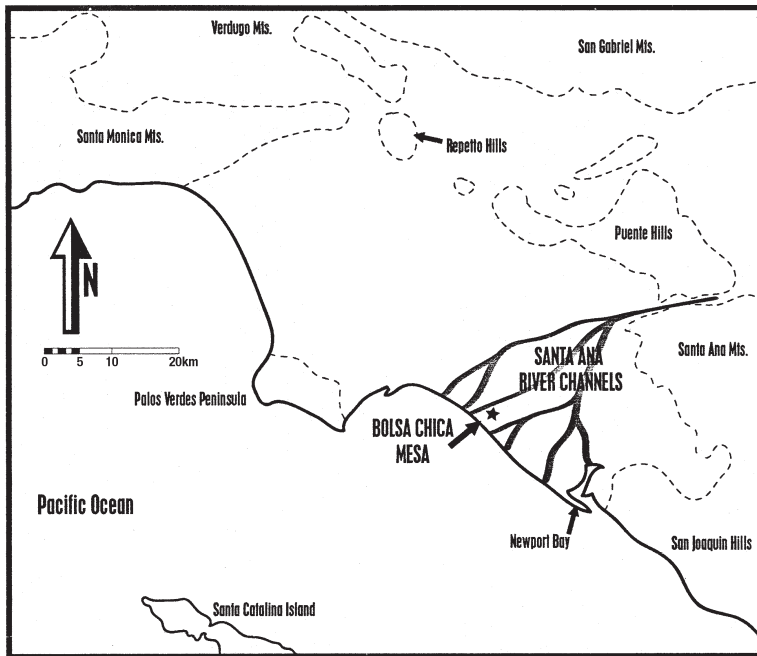 Verdugo Mts.
San Gabriel Mts.
Santa Monica Mts.
Repetto Hills
Puente Hills
N
0 5 10 20km
SANTA ANA
RIVER CHANNELS
Santa Ana Mts.
Palos Verdes Peninsula
BOLSA CHICA
MESA
Pacific Ocean
Newport Bay
San Joaquin Hills
Santa Catalina Island